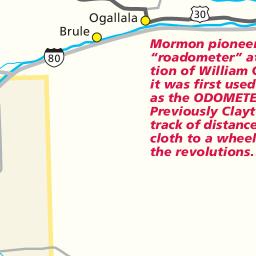 Ogallala
30
Brule
80
Mormon pioneer
"roadometer" at
tion of William C
it was first used
as the ODOMETE
Previously Clayt
track of distance
cloth to a wheel
the revolutions.